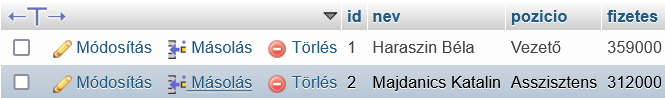 id nev pozicio fizetes
Módosítás Másolás Törlés 1 Haraszin Béla Vezető 359000
Módosítás Másolás Törlés 2 Majdanics Katalin Asszisztens 312000